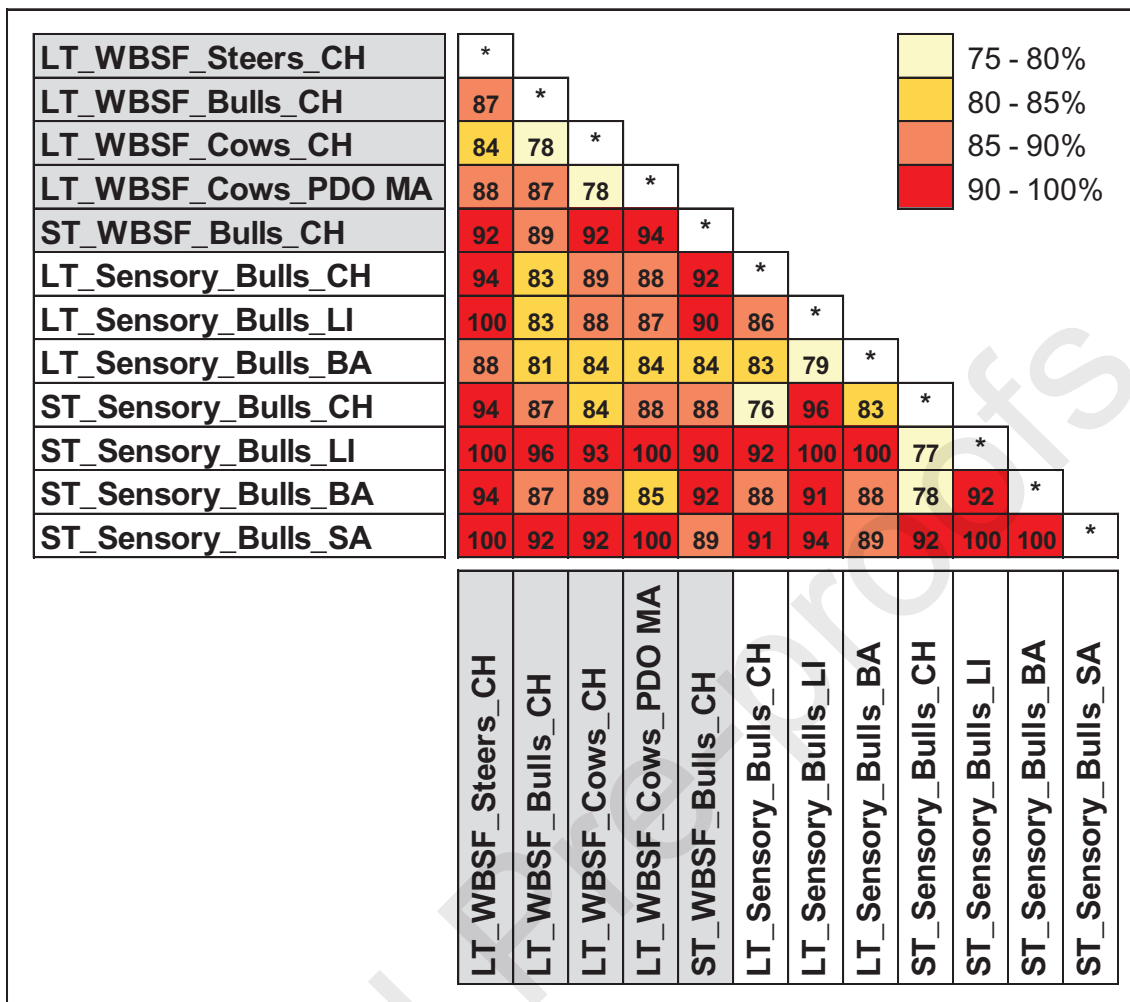 LT_WBSF_Steers_CH *
75 - 80%
LT_WBSF_Bulls_CH 87 *
80 - 85%
LT_WBSF_Cows_CH 84 78 *
85 - 90%
LT_WBSF_Cows_PDO MA 88 87 78 *
90 - 100%
ST_WBSF_Bulls_CH 92 89 92 94 *
LT_Sensory_Bulls_CH 94 83 89 88 92 *
LT_Sensory_Bulls_LI 100 83 88 87 90 86 *
LT_Sensory_Bulls_BA 88 81 84 84 84 83 79 *
ST_Sensory_Bulls_CH 94 87 84 88 88 76 96 83 *
ST_Sensory_Bulls_LI 100 96 93 100 90 92 100 100 77 *
ST_Sensory_Bulls_BA 94 87 89 85 92 88 91 88 78 92 *
ST_Sensory_Bulls_SA 100 92 92 100 89 91 94 89 92 100 100 *
LT_WBSF_Steers_CH
LT_WBSF_Bulls_CH
LT_WBSF_Cows_CH
LT_WBSF_Cows_PDO MA
ST_WBSF_Bulls_CH
LT_Sensory_Bulls_CH
LT_Sensory_Bulls_LI
LT_Sensory_Bulls_BA
ST_Sensory_Bulls_CH
ST_Sensory_Bulls_LI
ST_Sensory_Bulls_BA
ST_Sensory_Bulls_SA
Pre-proofs